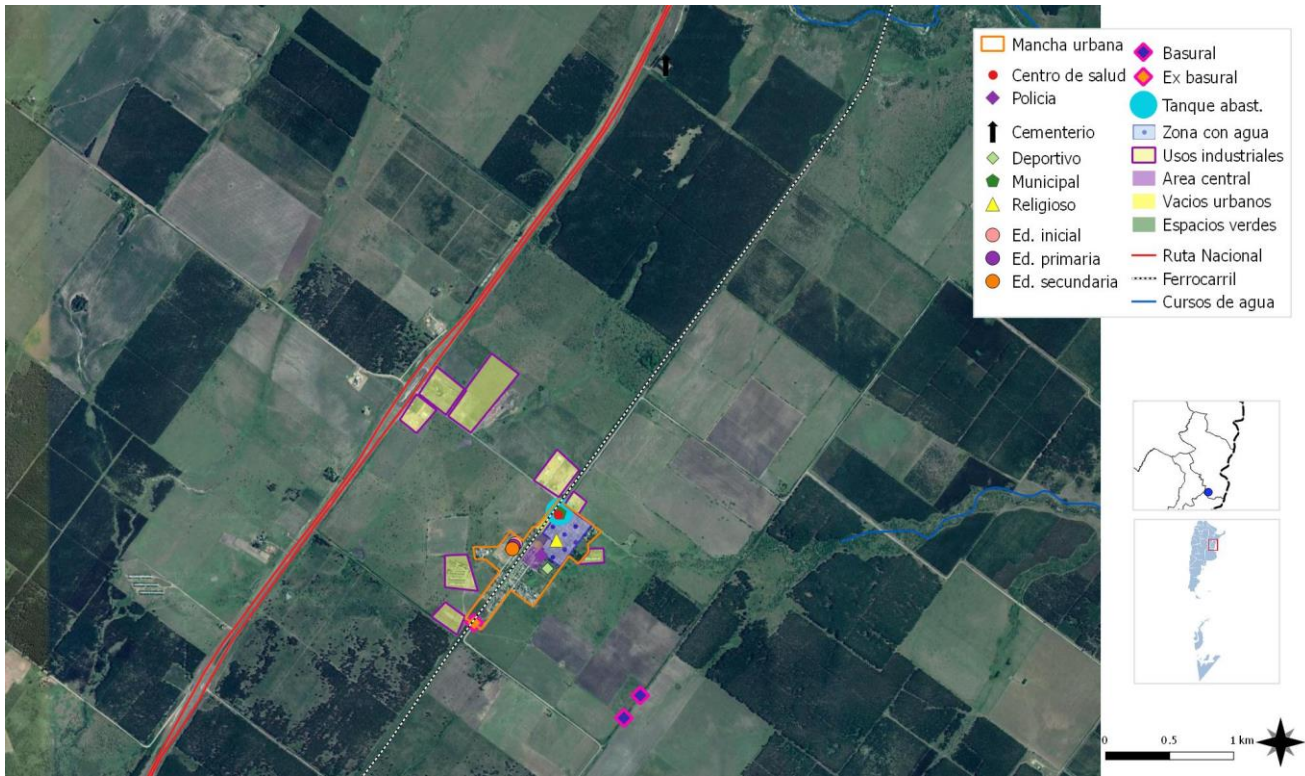 Mancha urbana
Centro de salud
Policia
Cementerio
Deportivo
Municipal
Religioso
Ed. inicial
Ed. primaria
Ed. secundaria
Basural
Ex basural
Tanque abast.
Zona con agua
Usos industriales
Area central
Vacios urbanos
Espacios verdes
Ruta Nacional
Ferrocarril
Cursos de agua
0 0.5 1 km